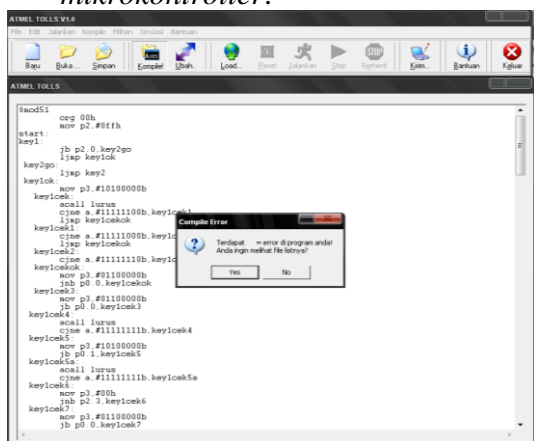 mikrokontroller.
ATMEL TOLLS V1.0
File Edit Jalankan Kompile Pilihan Simulasi Bantuan
Baru Buka... Simpan Kompile! Ubah.. Load... Reset Jalankan Step Berhenti Kirim... Bantuan Keluar
ATMEL TOLLS
$mod51
org 00h
mov p2,#0ffh
start:
key1:
jb p2.0,key2go
ljmp key1ok
key2go:
ljmp key2
key1ok:
mov p3,#10100000b
key1cek:
acall lurus
cjne a,#11111100b,key1cek1
ljmp key1cekok
key1cek1:
cjne a,#11111000b,key1c
ljmp key1cekok
key1cek2:
cjne a,#11111110b,key1c
key1cekok:
mov p3,#01100000b
jnb p0.0,key1cekok
key1cek3:
mov p3,#01100000b
jb p0.0,key1cek3
key1cek4:
acall lurus
cjne a,#11111111b,key1cek4
key1cek5:
mov p3,#10100000b
jb p0.1,key1cek5
key1cek5a:
acall lurus
cjne a,#11111111b,key1cek5a
key1cek6:
mov p3,#00h
jnb p2.3,key1cek6
key1cek7:
mov p3,#01100000b
jb p0.0,key1cek7
Compile Error
Terdapat ∞ error di program anda!
Anda ingin melihat file listnya?
Yes No